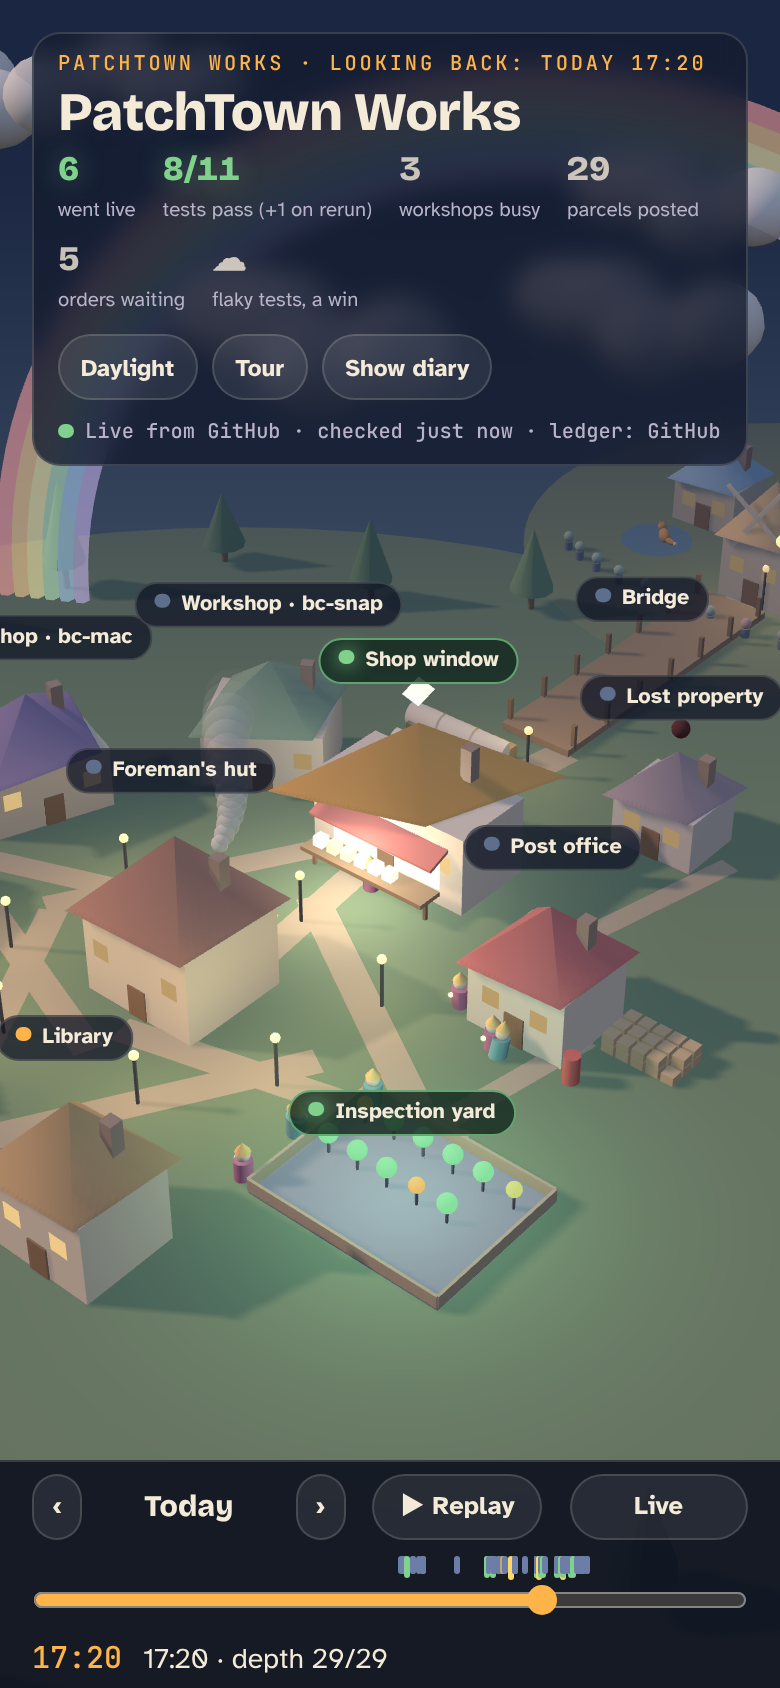 PATCHTOWN WORKS · LOOKING BACK: TODAY 17:20
PatchTown Works
6 8/11 3 29
went live tests pass (+1 on rerun) workshops busy parcels posted
5 ☁
orders waiting flaky tests, a win
Daylight Tour Show diary
Live from GitHub · checked just now · ledger: GitHub
Workshop · bc-snap
Bridge
hop · bc-mac
Shop window
Lost property
Foreman's hut
Post office
Library
Inspection yard
‹ Today › ▶ Replay Live
17:20 17:20 · depth 29/29